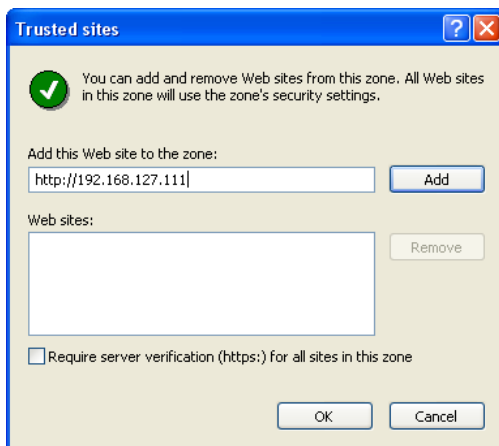 Trusted sites
You can add and remove Web sites from this zone. All Web sites
in this zone will use the zone's security settings.
Add this Web site to the zone:
http://192.168.127.111
Add
Web sites:
Remove
Require server verification (https:) for all sites in this zone
OK
Cancel